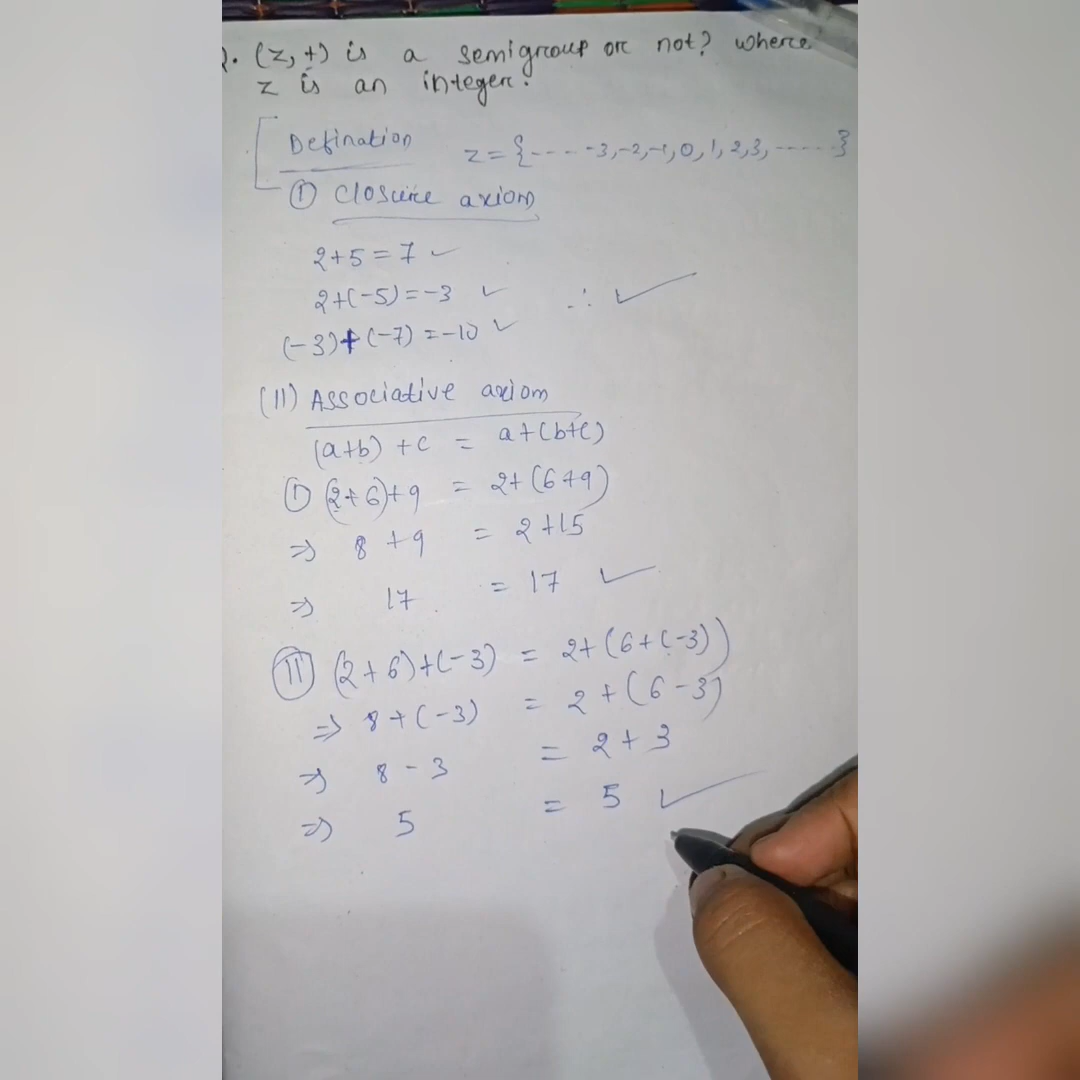 (Z, +) is a semigroup or not? where
Z is an integer.
Defination Z = {---- -3, -2, -1, 0, 1, 2, 3, ------}
① Closure axiom
2+5 = 7 ✓
2+(-5) = -3 ✓ ∴ ✓
(-3)+(-7) = -10 ✓
(II) Associative axiom
(a+b) + c = a+(b+c)
① (2+6)+9 = 2+(6+9)
⇒ 8+9 = 2+15
⇒ 17 = 17 ✓
Ⓘ Ⓘ (2+6)+(-3) = 2+(6+(-3))
⇒ 8+(-3) = 2+(6-3)
⇒ 8-3 = 2+3
⇒ 5 = 5 ✓